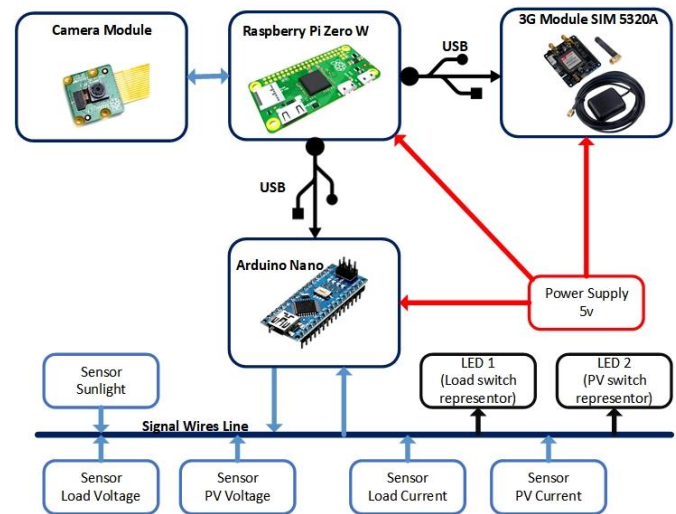 Camera Module
Raspberry Pi Zero W
3G Module SIM 5320A
USB
USB
Arduino Nano
Power Supply
5v
Sensor
Sunlight
LED 1
(Load switch
representor)
LED 2
(PV switch
representor)
Signal Wires Line
Sensor
Load Voltage
Sensor
PV Voltage
Sensor
Load Current
Sensor
PV Current